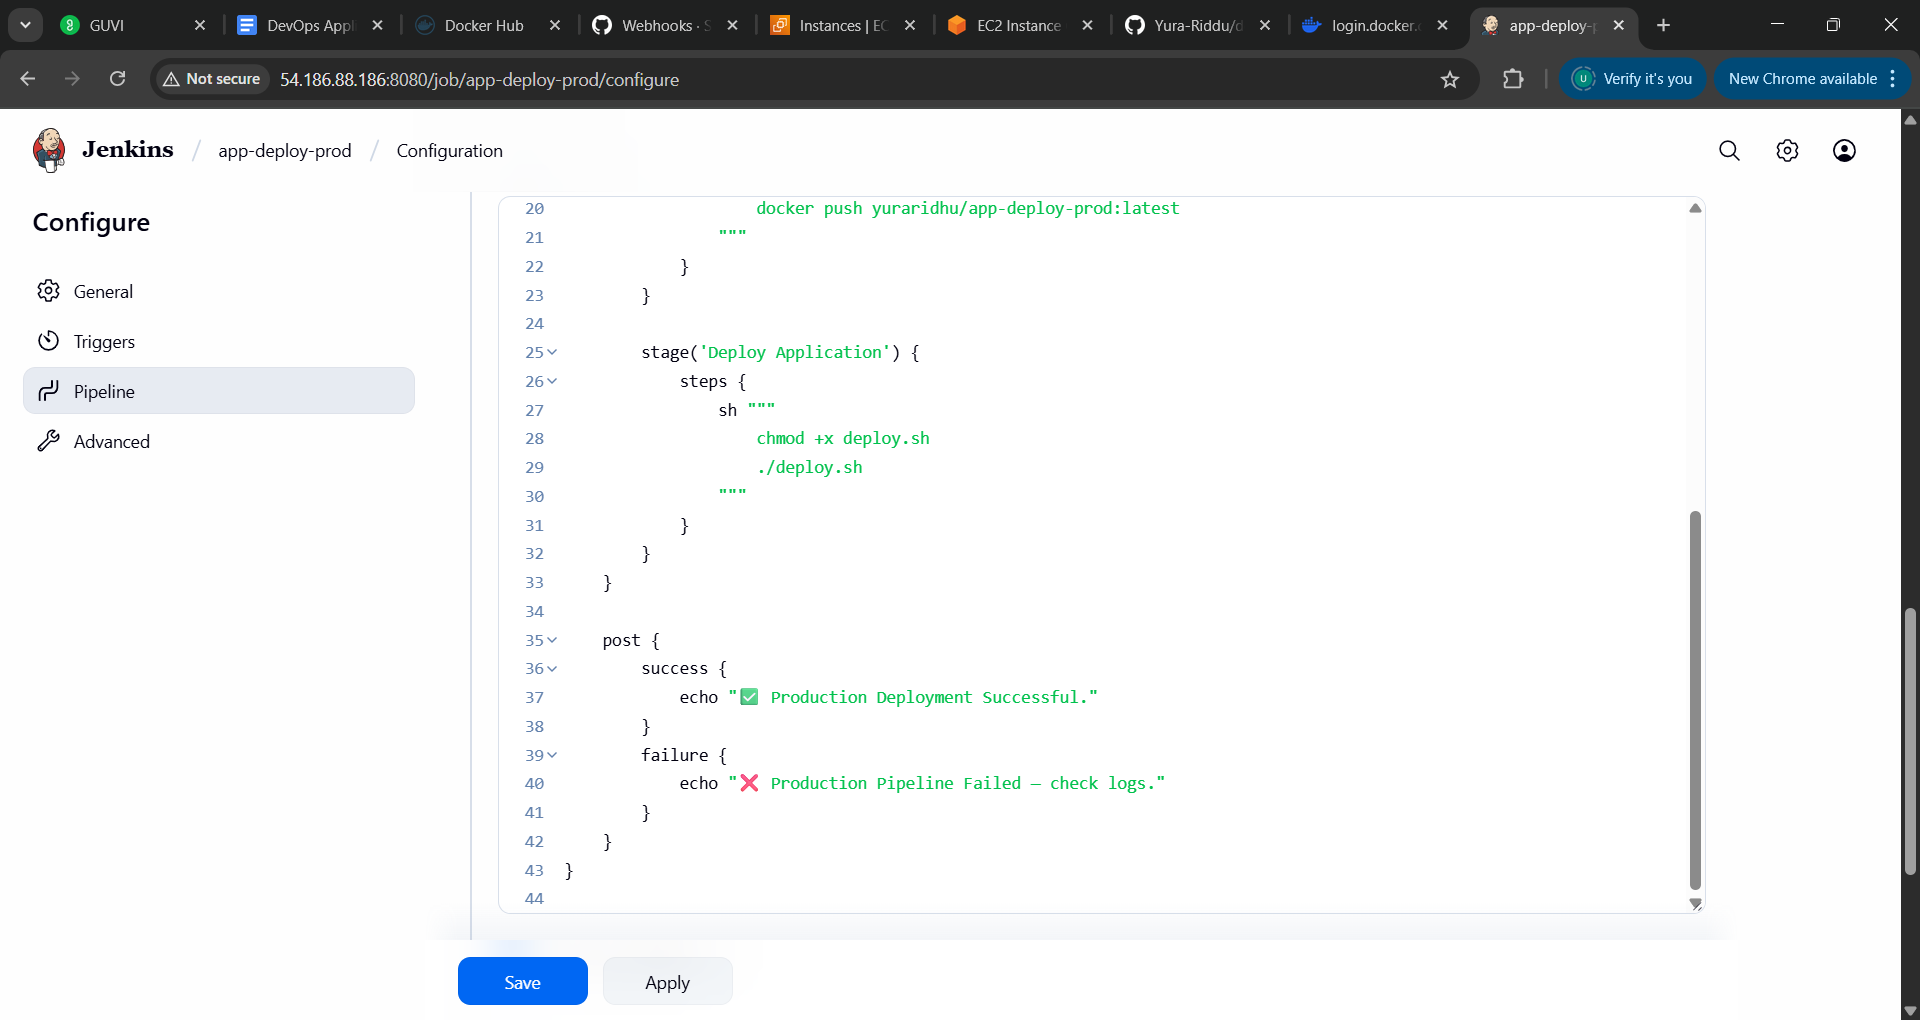 GUVI
DevOps Appli
Docker Hub
Webhooks · S
Instances | EC
EC2 Instance
Yura-Riddu/d
login.docker.
app-deploy-p
Not secure
54.186.88.186:8080/job/app-deploy-prod/configure
Verify it's you
New Chrome available
Jenkins / app-deploy-prod / Configuration
Configure
General
Triggers
Pipeline
Advanced
20 docker push yuraridhu/app-deploy-prod:latest
21 """
22 }
23 }
24
25 stage('Deploy Application') {
26 steps {
27 sh """
28 chmod +x deploy.sh
29 ./deploy.sh
30 """
31 }
32 }
33 }
34
35 post {
36 success {
37 echo "✅ Production Deployment Successful."
38 }
39 failure {
40 echo "❌ Production Pipeline Failed — check logs."
41 }
42 }
43 }
44
Save
Apply